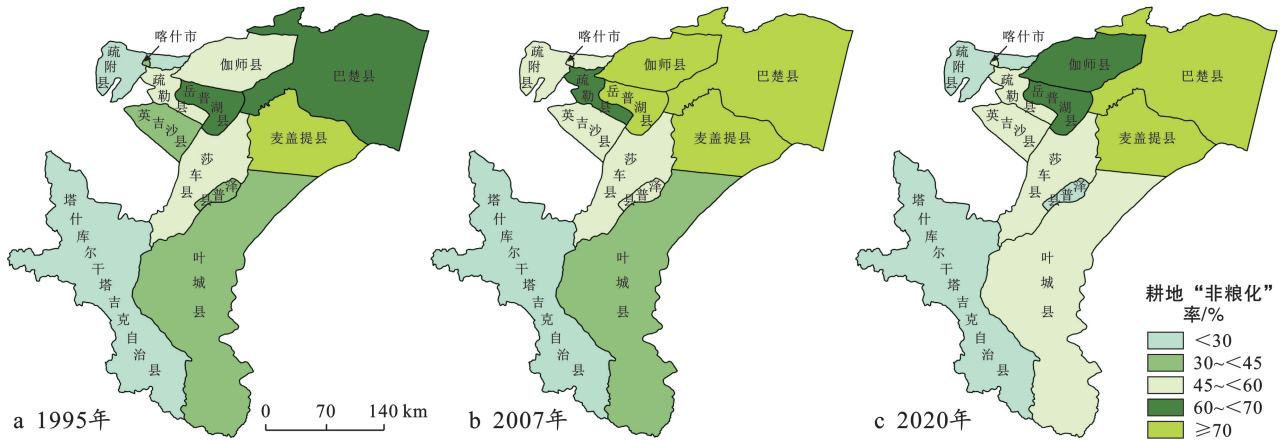 喀什市
疏附县
疏勒县
伽师县
巴楚县
岳普湖县
英吉沙县
麦盖提县
莎车县
泽普县
塔什库尔干塔吉克自治县
叶城县
a 1995年
0 70 140 km
喀什市
疏附县
疏勒县
伽师县
巴楚县
岳普湖县
英吉沙县
麦盖提县
莎车县
泽普县
塔什库尔干塔吉克自治县
叶城县
b 2007年
喀什市
疏附县
疏勒县
伽师县
巴楚县
岳普湖县
英吉沙县
麦盖提县
莎车县
泽普县
塔什库尔干塔吉克自治县
叶城县
c 2020年
耕地“非粮化”
率/%
<30
30~<45
45~<60
60~<70
≥70